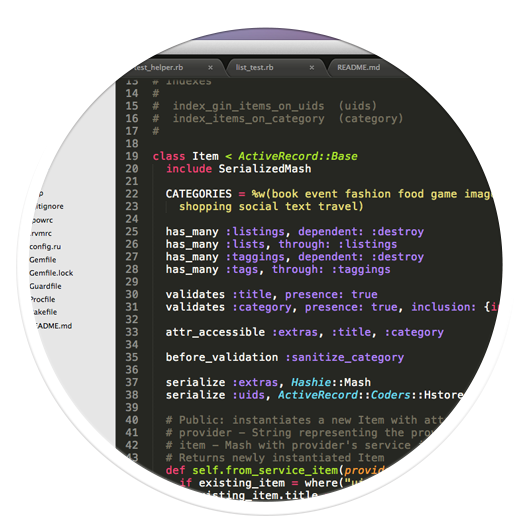 test_helper.rb × list_test.rb × README.md
gitignore
.powrc
.rvmrc
config.ru
Gemfile
Gemfile.lock
Guardfile
Procfile
Rakefile
README.md
13 # Indexes
14 #
15 #  index_gin_items_on_uids  (uids)
16 #  index_items_on_category  (category)
17 #
18
19 class Item < ActiveRecord::Base
20   include SerializedMash
21
22   CATEGORIES = %w(book event fashion food game imag
23     shopping social text travel)
24
25   has_many :listings, dependent: :destroy
26   has_many :lists, through: :listings
27   has_many :taggings, dependent: :destroy
28   has_many :tags, through: :taggings
29
30   validates :title, presence: true
31   validates :category, presence: true, inclusion: {i
32
33   attr_accessible :extras, :title, :category
34
35   before_validation :sanitize_category
36
37   serialize :extras, Hashie::Mash
38   serialize :uids, ActiveRecord::Coders::Hstore
39
40   # Public: instantiates a new Item with att
41   # provider – String representing the pro
42   # item – Mash with provider's service
43   # Returns newly instantiated Item
def self.from_service_item(provid
if existing_item = where("ui
existing_item.title